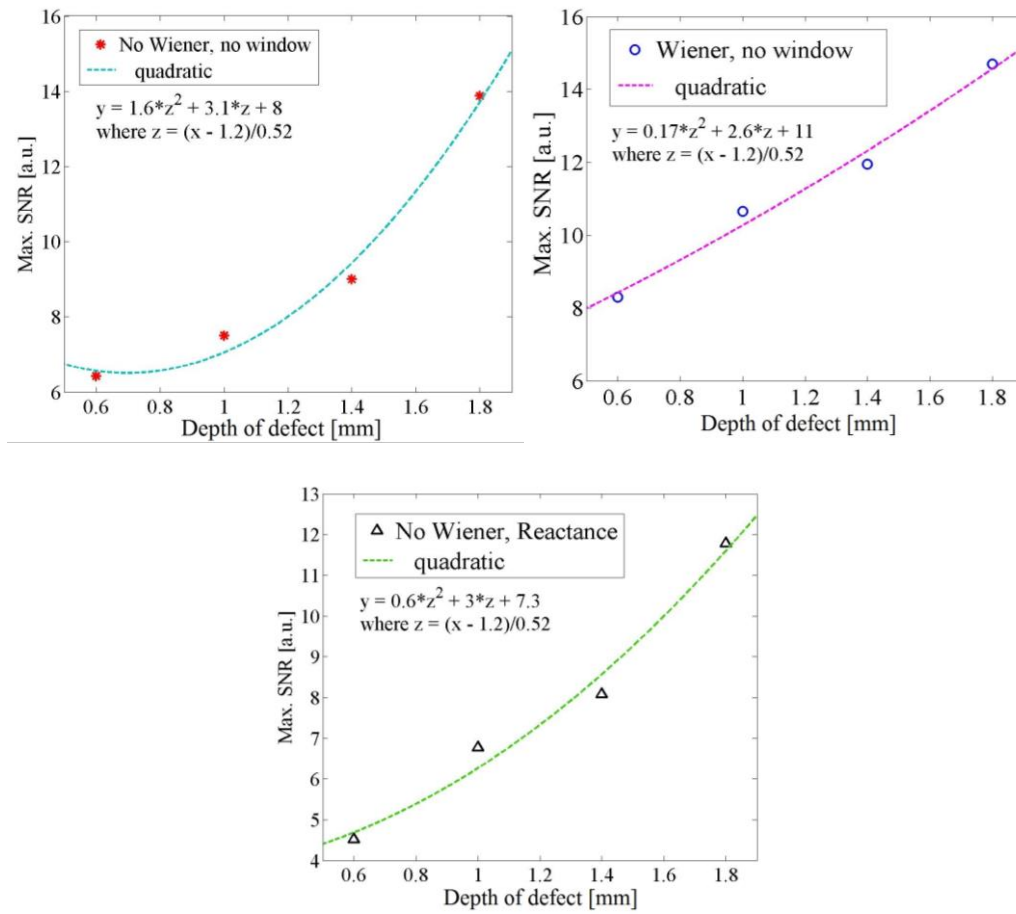 16
14
12
10
8
6
Max. SNR [a.u.]
No Wiener, no window
quadratic
y = 1.6*z² + 3.1*z + 8
where z = (x - 1.2)/0.52
0.6 0.8 1 1.2 1.4 1.6 1.8
Depth of defect [mm]
16
14
12
10
8
6
Max. SNR [a.u.]
Wiener, no window
quadratic
y = 0.17*z² + 2.6*z + 11
where z = (x - 1.2)/0.52
0.6 0.8 1 1.2 1.4 1.6 1.8
Depth of defect [mm]
13
12
11
10
9
8
7
6
5
4
Max. SNR [a.u.]
No Wiener, Reactance
quadratic
y = 0.6*z² + 3*z + 7.3
where z = (x - 1.2)/0.52
0.6 0.8 1 1.2 1.4 1.6 1.8
Depth of defect [mm]